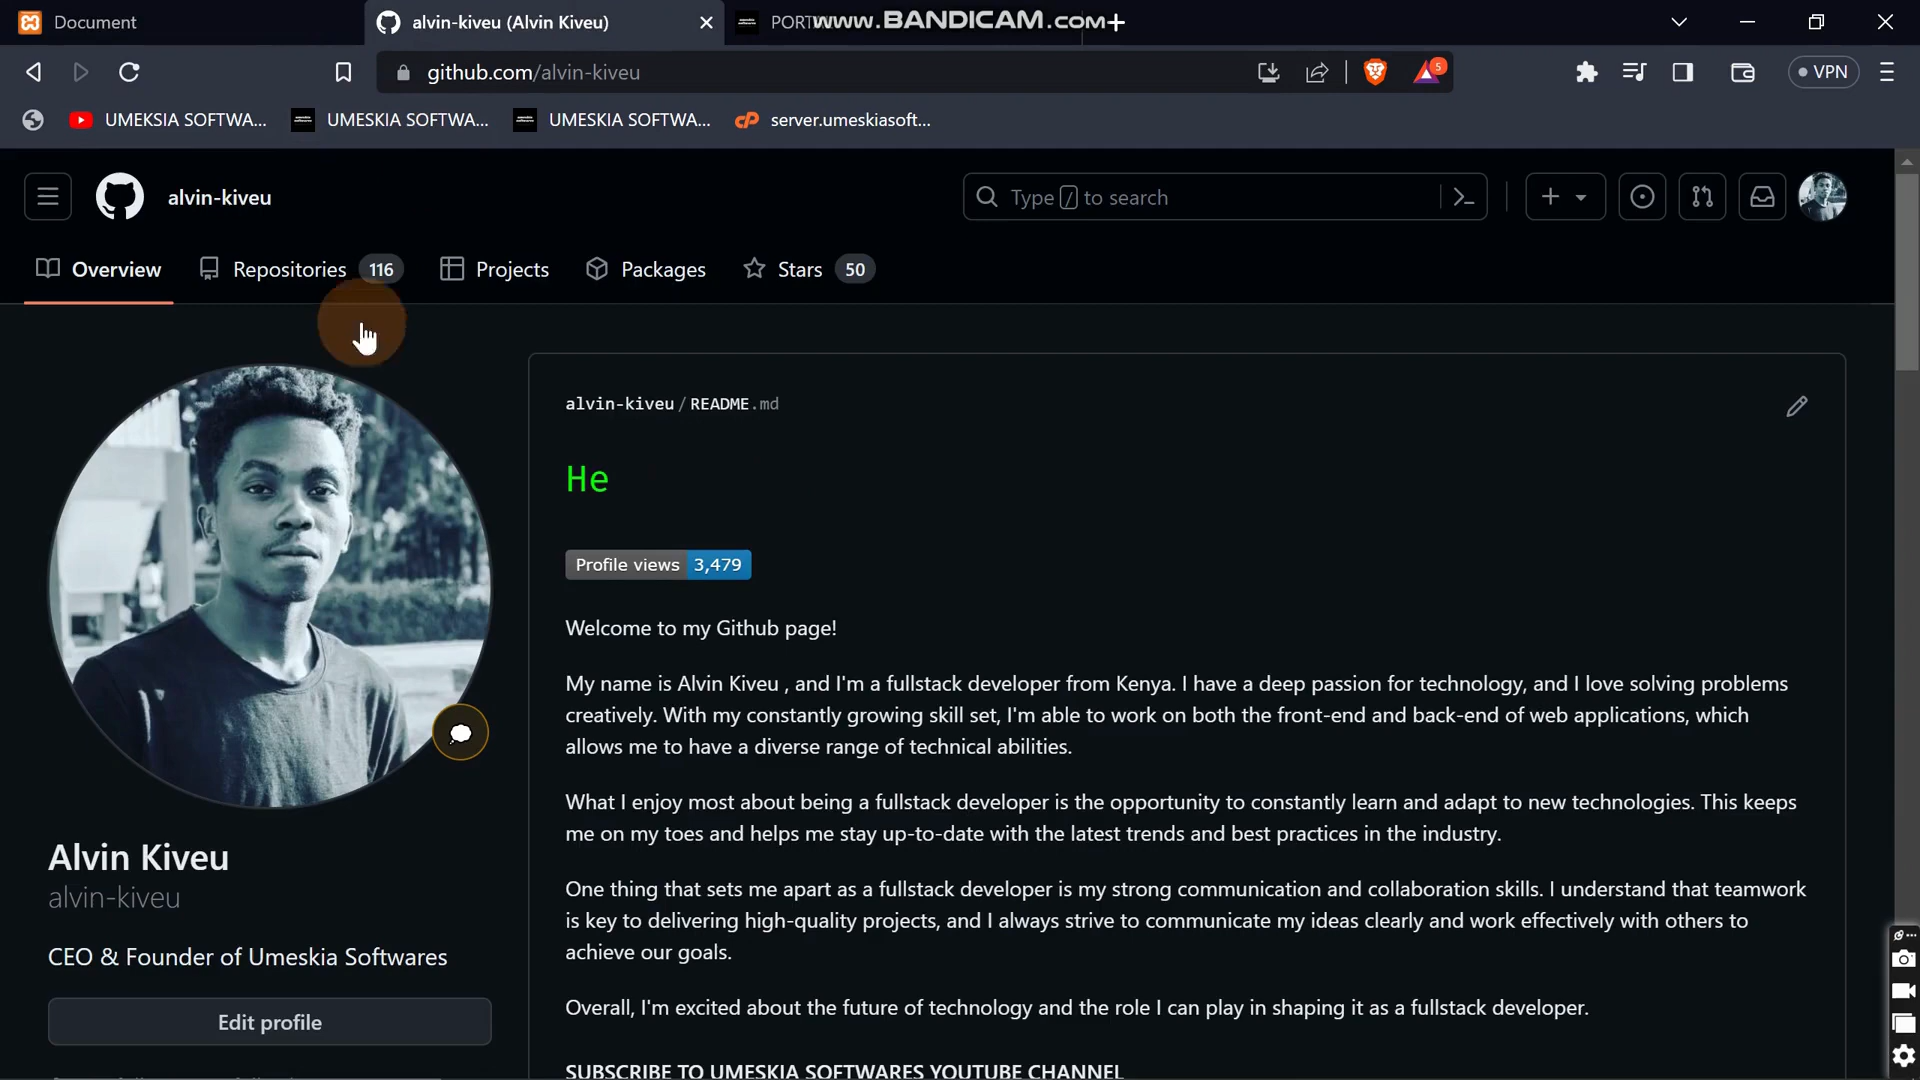 Document
alvin-kiveu (Alvin Kiveu)
PORT
www.BANDICAM.com
github.com/alvin-kiveu
5
VPN
UMEKSIA SOFTWA...
UMESKIA SOFTWA...
UMESKIA SOFTWA...
server.umeskiasoft...
alvin-kiveu
Type / to search
Overview
Repositories 116
Projects
Packages
Stars 50
alvin-kiveu/README.md
He
Profile views 3,479
Welcome to my Github page!
My name is Alvin Kiveu , and I'm a fullstack developer from Kenya. I have a deep passion for technology, and I love solving problems
creatively. With my constantly growing skill set, I'm able to work on both the front-end and back-end of web applications, which
allows me to have a diverse range of technical abilities.
What I enjoy most about being a fullstack developer is the opportunity to constantly learn and adapt to new technologies. This keeps
me on my toes and helps me stay up-to-date with the latest trends and best practices in the industry.
One thing that sets me apart as a fullstack developer is my strong communication and collaboration skills. I understand that teamwork
is key to delivering high-quality projects, and I always strive to communicate my ideas clearly and work effectively with others to
achieve our goals.
Overall, I'm excited about the future of technology and the role I can play in shaping it as a fullstack developer.
SUBSCRIBE TO UMESKIA SOFTWARES YOUTUBE CHANNEL
Alvin Kiveu
alvin-kiveu
CEO & Founder of Umeskia Softwares
Edit profile